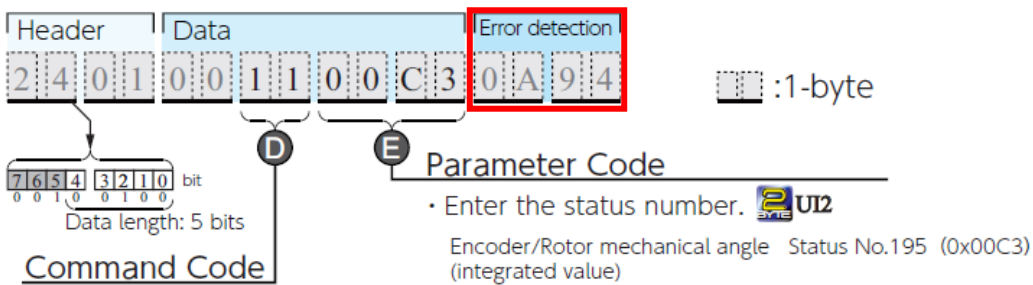 Header Data Error detection
2 4 0 1 0 0 1 1 0 0 C 3 0 A 9 4
:1-byte
D E
Parameter Code
7 6 5 4 3 2 1 0 bit
0 0 1 0 0 1 0 0
・Enter the status number. 2 BYTE UI2
Data length: 5 bits
Encoder/Rotor mechanical angle Status No.195 (0x00C3)
(integrated value)
Command Code